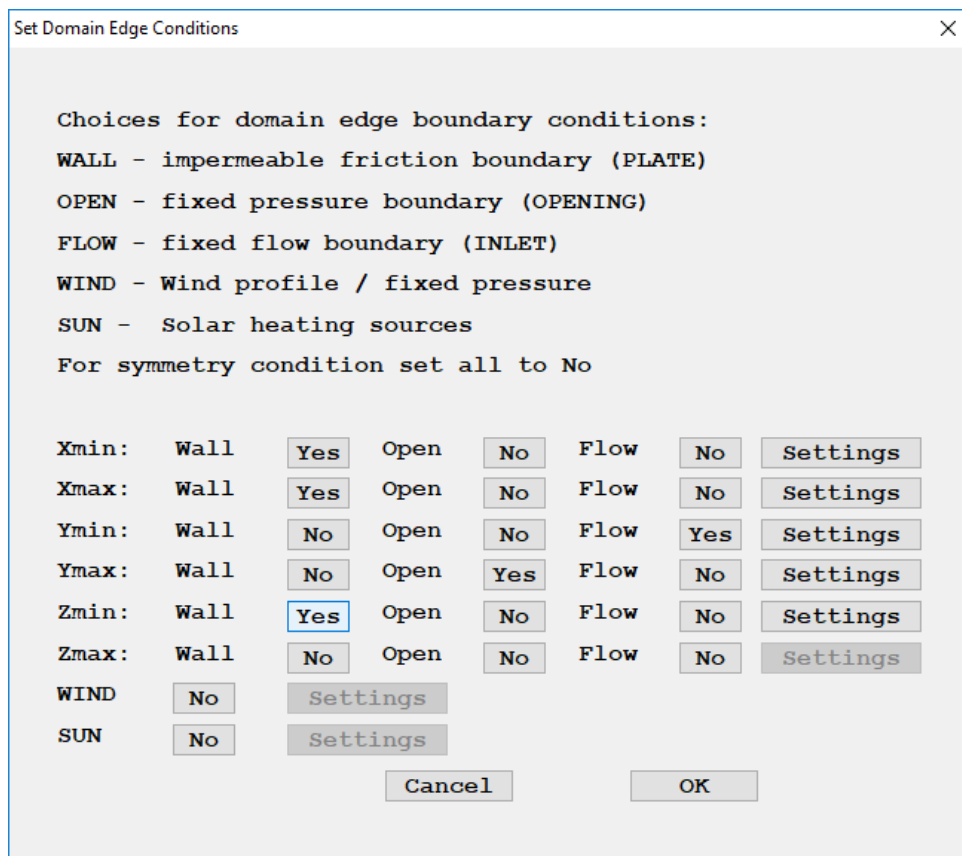 Set Domain Edge Conditions
Choices for domain edge boundary conditions:
WALL - impermeable friction boundary (PLATE)
OPEN - fixed pressure boundary (OPENING)
FLOW - fixed flow boundary (INLET)
WIND - Wind profile / fixed pressure
SUN - Solar heating sources
For symmetry condition set all to No
Xmin: Wall Yes Open No Flow No Settings
Xmax: Wall Yes Open No Flow No Settings
Ymin: Wall No Open No Flow Yes Settings
Ymax: Wall No Open Yes Flow No Settings
Zmin: Wall Yes Open No Flow No Settings
Zmax: Wall No Open No Flow No Settings
WIND No Settings
SUN No Settings
Cancel OK